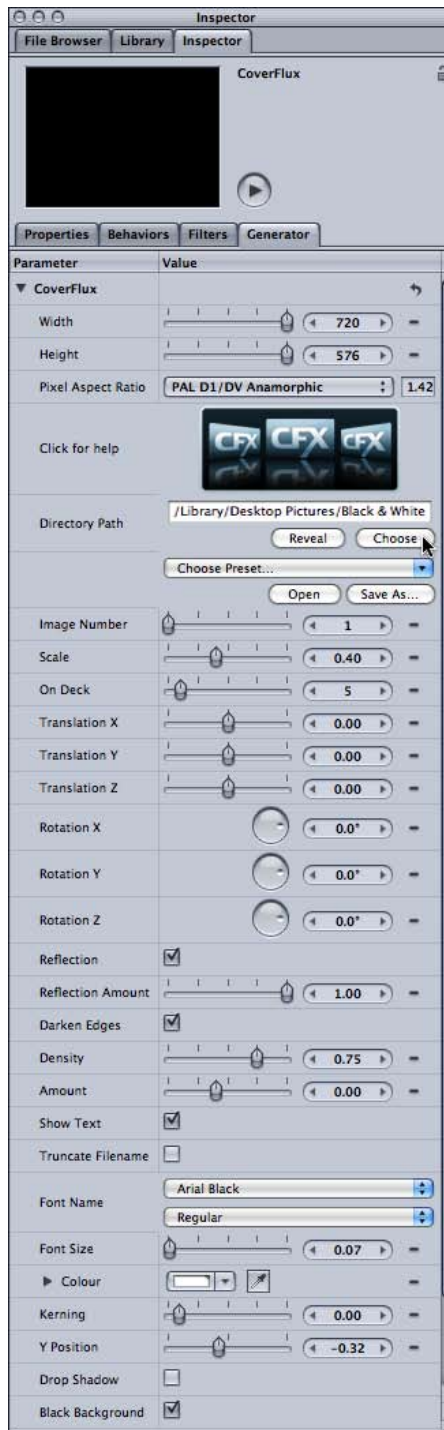 Inspector
File Browser Library Inspector
CoverFlux
Properties Behaviors Filters Generator
Parameter Value
CoverFlux
Width 720
Height 576
Pixel Aspect Ratio PAL D1/DV Anamorphic 1.42
Click for help CFX CFX CFX
Directory Path /Library/Desktop Pictures/Black & White
Reveal Choose
Choose Preset...
Open Save As...
Image Number 1
Scale 0.40
On Deck 5
Translation X 0.00
Translation Y 0.00
Translation Z 0.00
Rotation X 0.0°
Rotation Y 0.0°
Rotation Z 0.0°
Reflection
Reflection Amount 1.00
Darken Edges
Density 0.75
Amount 0.00
Show Text
Truncate Filename
Font Name Arial Black
Regular
Font Size 0.07
Colour
Kerning 0.00
Y Position -0.32
Drop Shadow
Black Background